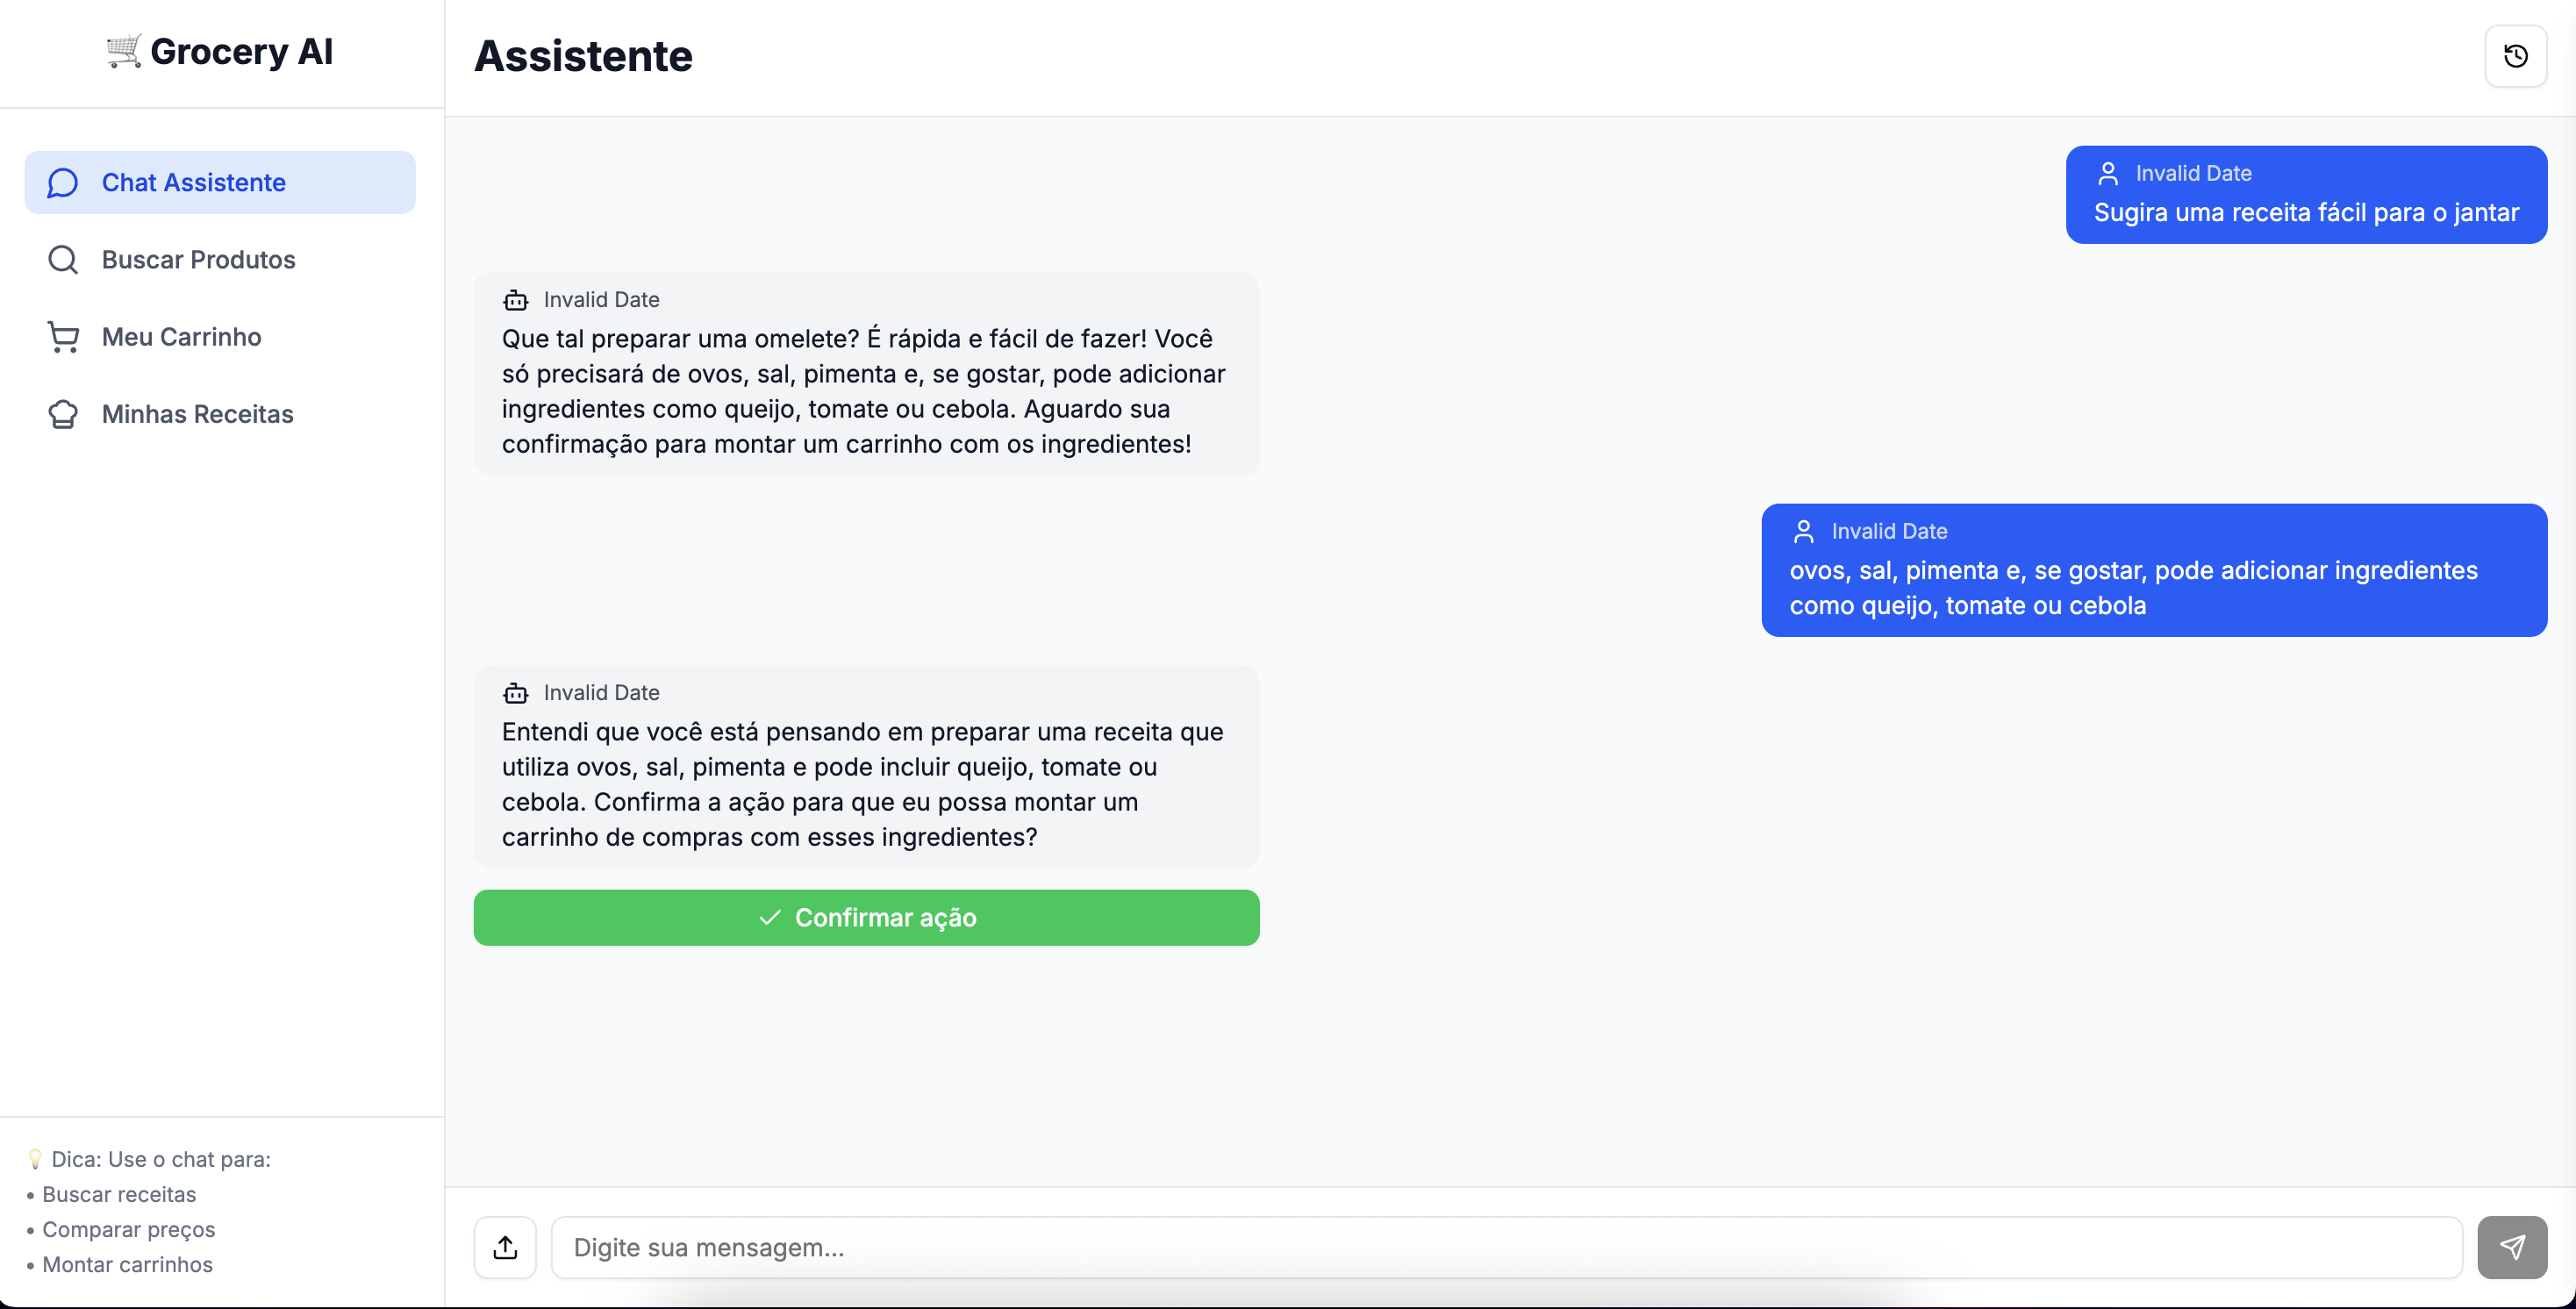 Grocery AI
Chat Assistente
Buscar Produtos
Meu Carrinho
Minhas Receitas
Dica: Use o chat para:
• Buscar receitas
• Comparar preços
• Montar carrinhos
Assistente
Invalid Date
Sugira uma receita fácil para o jantar
Invalid Date
Que tal preparar uma omelete? É rápida e fácil de fazer! Você
só precisará de ovos, sal, pimenta e, se gostar, pode adicionar
ingredientes como queijo, tomate ou cebola. Aguardo sua
confirmação para montar um carrinho com os ingredientes!
Invalid Date
ovos, sal, pimenta e, se gostar, pode adicionar ingredientes
como queijo, tomate ou cebola
Invalid Date
Entendi que você está pensando em preparar uma receita que
utiliza ovos, sal, pimenta e pode incluir queijo, tomate ou
cebola. Confirma a ação para que eu possa montar um
carrinho de compras com esses ingredientes?
Confirmar ação
Digite sua mensagem...